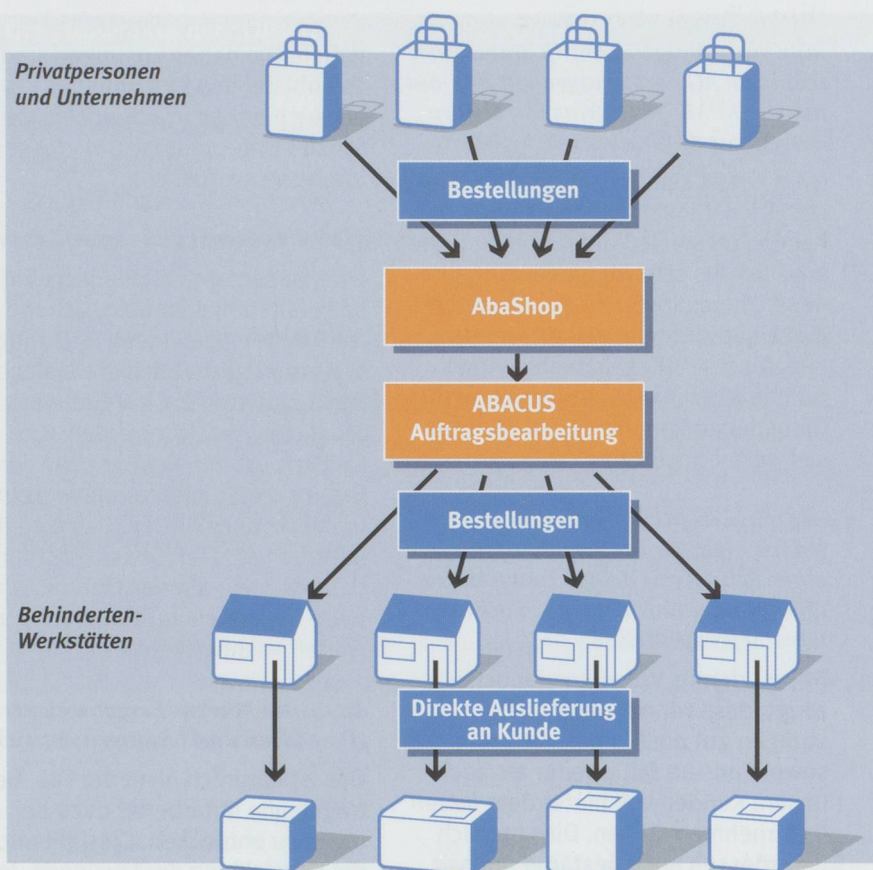 Privatpersonen
und Unternehmen
Bestellungen
AbaShop
ABACUS
Auftragsbearbeitung
Bestellungen
Behinderten-
Werkstätten
Direkte Auslieferung
an Kunde